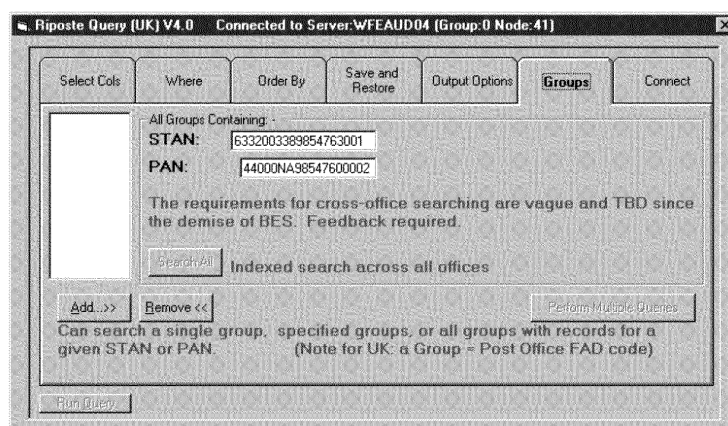 Riposte Query (UK) V4.0 Connected to Server:WFEAUD04 (Group:0 Node:41)
Select Cols
Where
Order By
Save and
Restore
Output Options
Groups
Connect
All Groups Containing: -
STAN: 6332003389854763001
PAN: 44000NA98547600002
The requirements for cross-office searching are vague and TBD since
the demise of BES. Feedback required.
Search All
Indexed search across all offices
Add...>>
Remove <<
Perform Multiple Queries
Can search a single group, specified groups, or all groups with records for a
given STAN or PAN. (Note for UK: a Group = Post Office FAD code)
Run Query